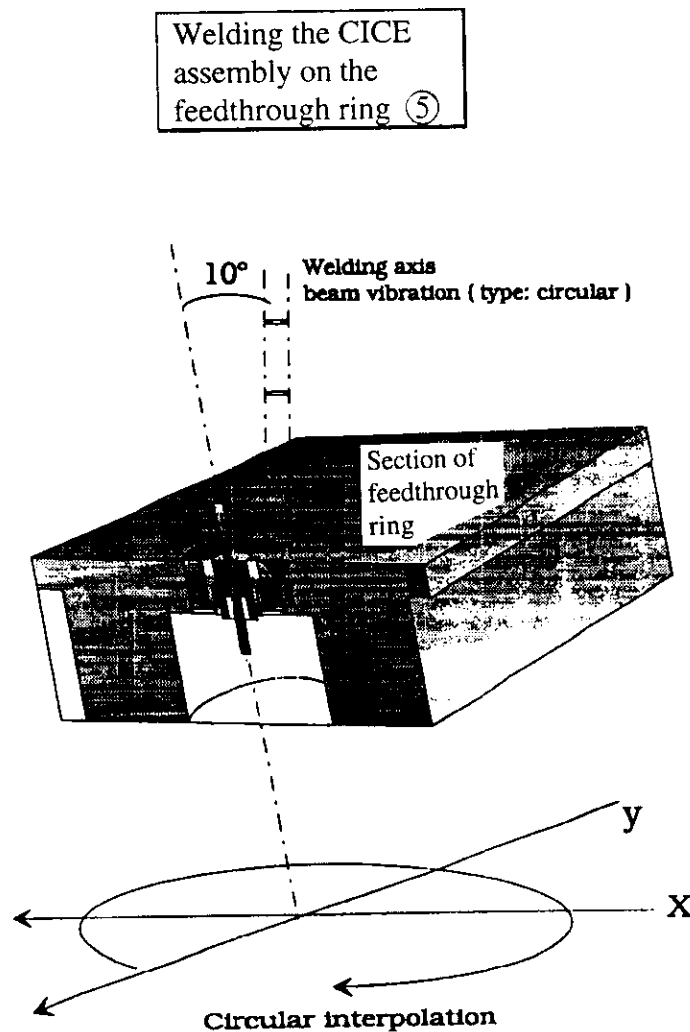 Welding the CICE
assembly on the
feedthrough ring ⑤
10°
Welding axis
beam vibration ( type: circular )
Section of
feedthrough
ring
y
X
Circular interpolation